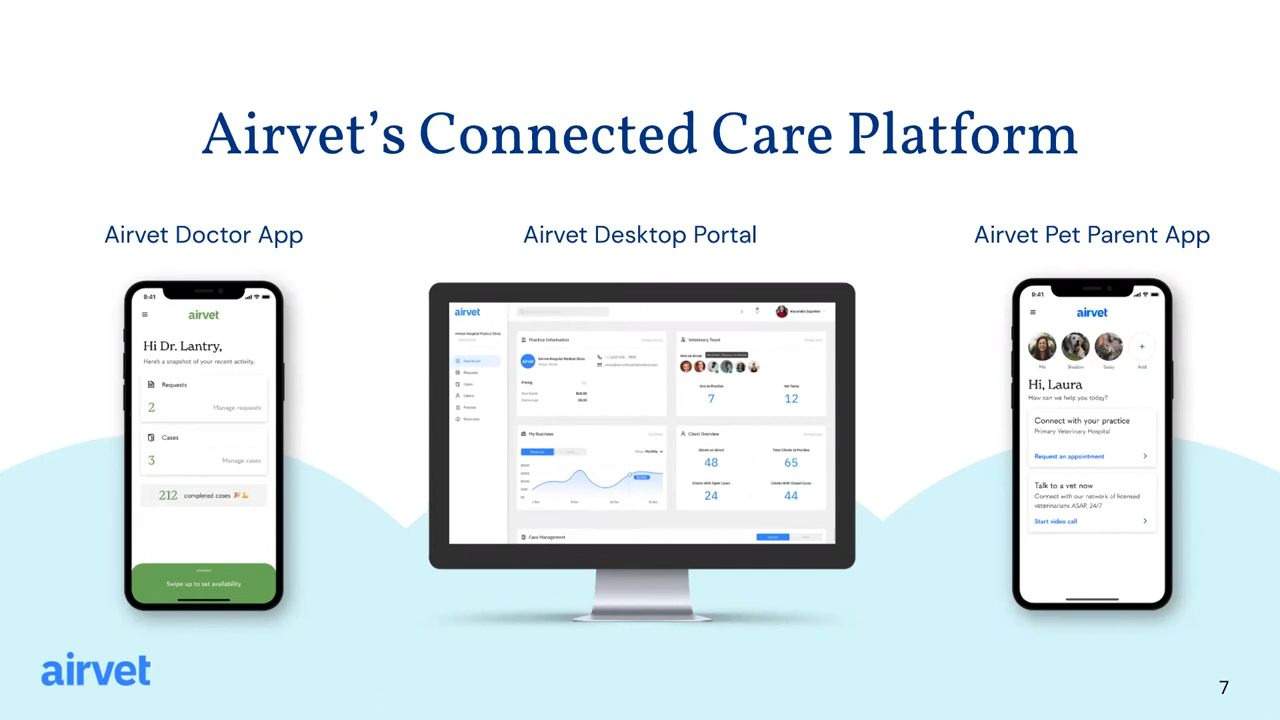 Airvet’s Connected Care Platform
Airvet Doctor App
9:41
airvet
Hi Dr. Lantry,
Here's a snapshot of your recent activity.
Requests
2
Manage requests
Cases
3
Manage cases
212 completed cases
Swipe up to set availability
Airvet Desktop Portal
airvet
Practice Information
Veterinary Team
airvet
Pricing
7
12
My Business
Client Overview
Monthly
48
65
24
44
Case Management
Airvet Pet Parent App
9:41
airvet
Me
Shadow
Add
Hi, Laura
How can we help you today?
Connect with your practice
Primary Veterinary Hospital
Request an appointment
Talk to a vet now
Connect with our network of licensed
veterinarians ASAP, 24/7
Start video call
airvet
7